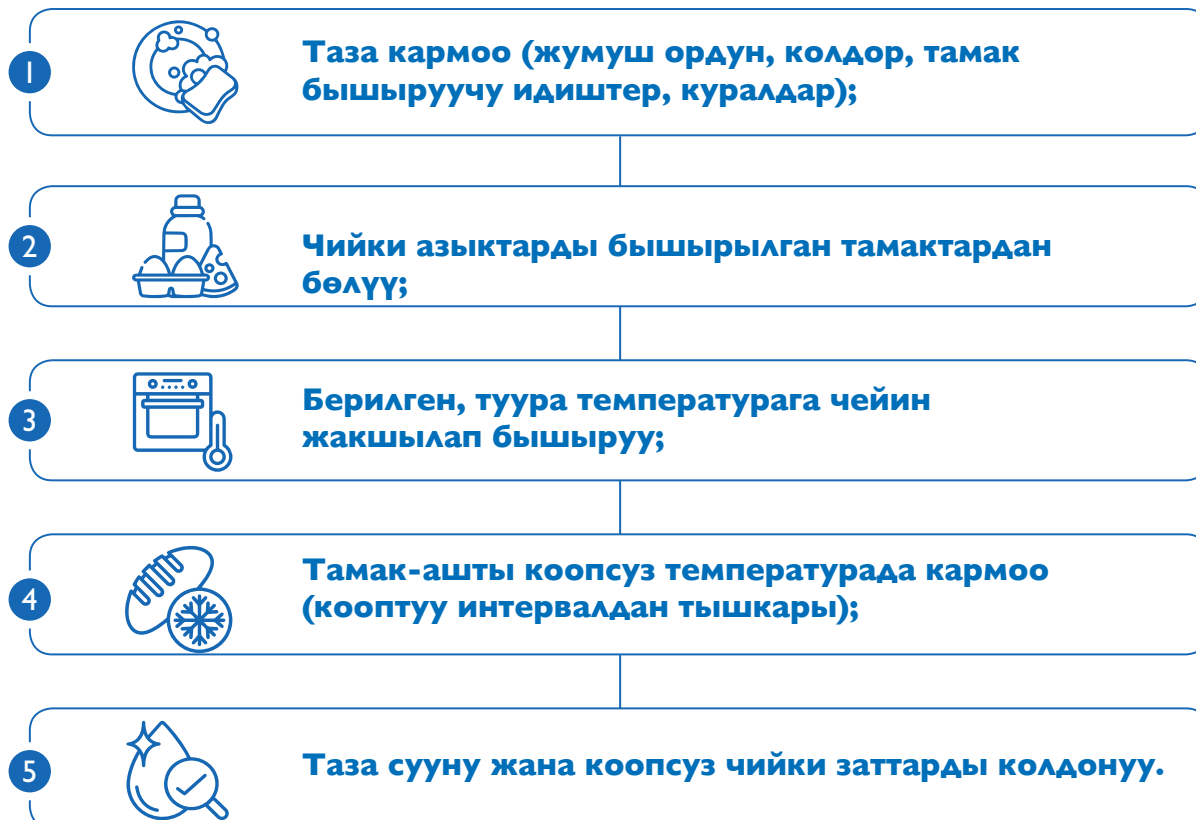 1
Таза кармоо (жумуш ордун, колдор, тамак
бышыруучу идиштер, куралдар);
2
Чийки азыктарды бышырылган тамактардан
бөлүү;
3
Берилген, туура температурага чейин
жакшылап бышыруу;
4
Тамак-ашты коопсуз температурада кармоо
(кооптуу интервалдан тышкары);
5
Таза сууну жана коопсуз чийки заттарды колдонуу.